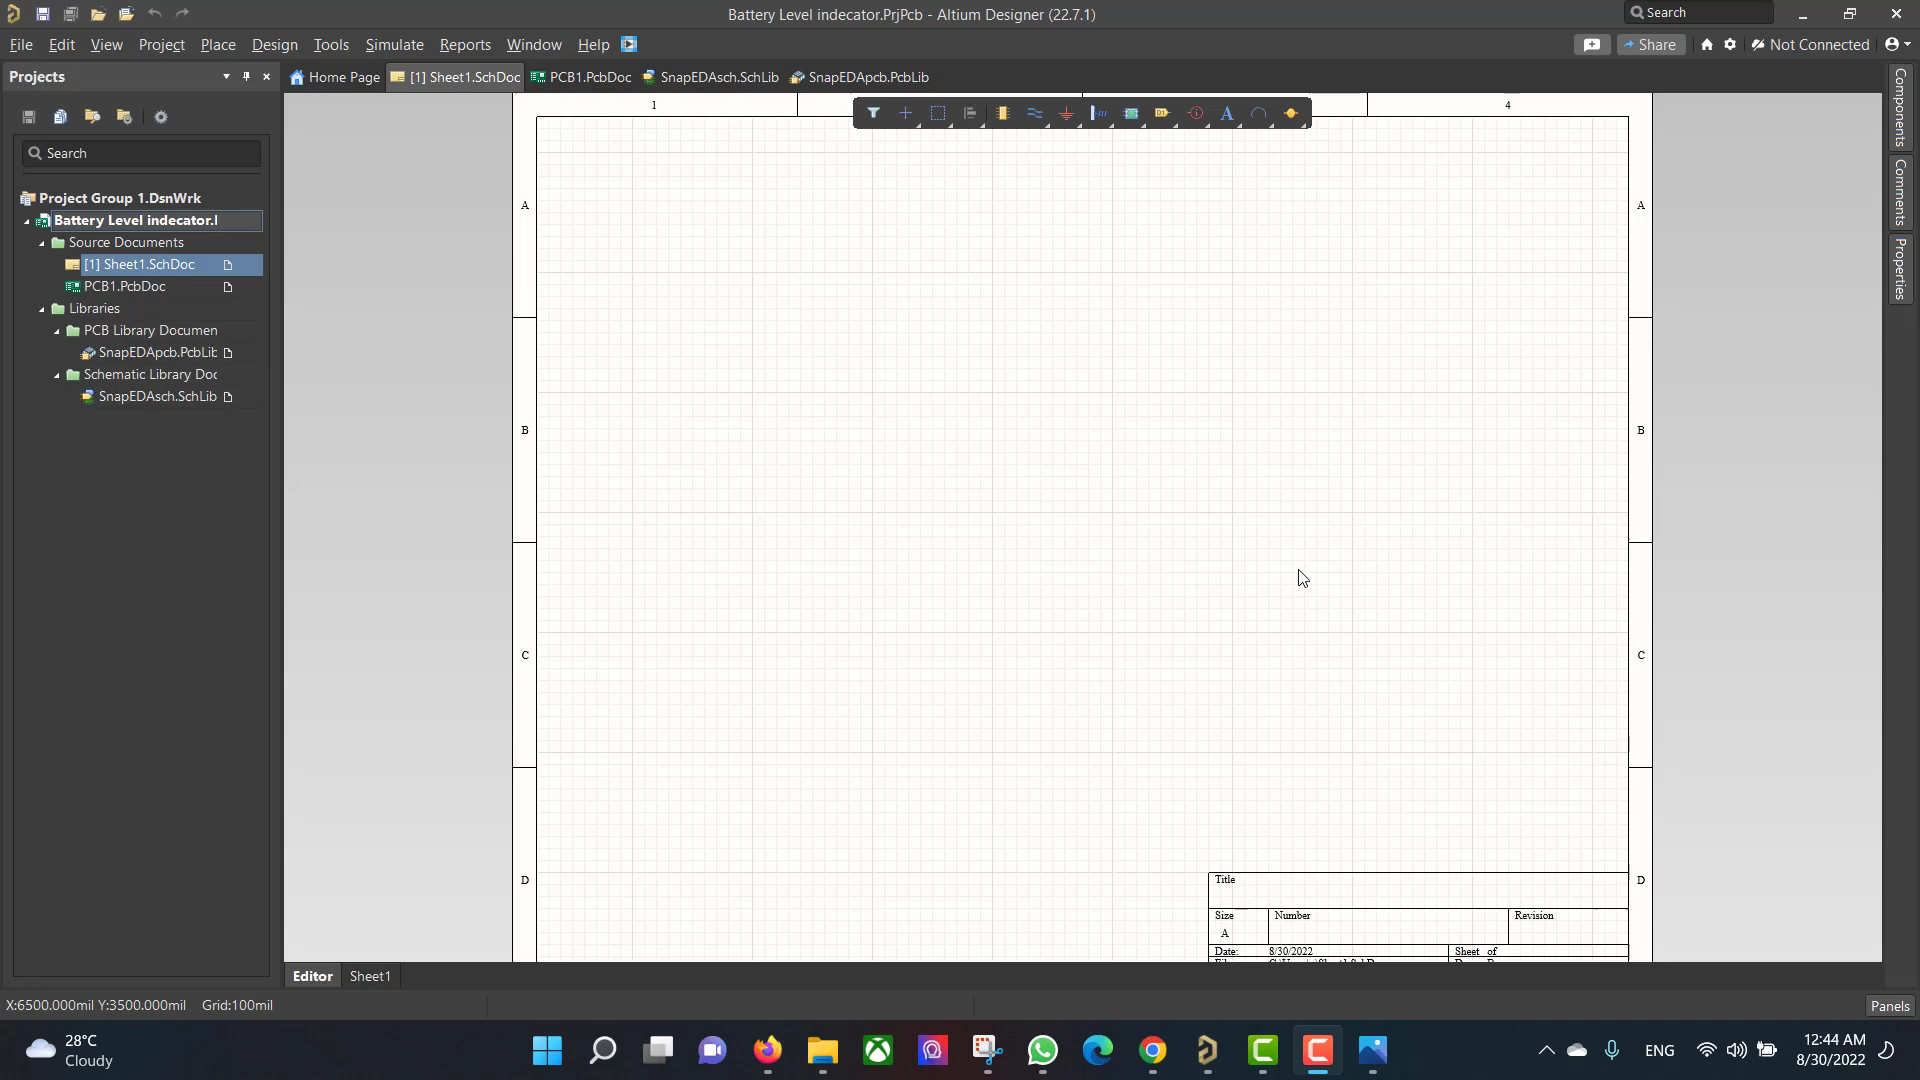 Battery Level indecator.PrjPcb - Altium Designer (22.7.1)
Search
File Edit View Project Place Design Tools Simulate Reports Window Help
Share
Not Connected
Projects
Home Page
[1] Sheet1.SchDoc
PCB1.PcbDoc
SnapEDAsch.SchLib
SnapEDApcb.PcbLib
Search
Project Group 1.DsnWrk
Battery Level indecator.
Source Documents
[1] Sheet1.SchDoc
PCB1.PcbDoc
Libraries
PCB Library Documen
SnapEDApcb.PcbLib
Schematic Library Doc
SnapEDAsch.SchLib
1
4
A
A
B
B
C
C
D
D
Title
Size
Number
Revision
A
Date:
8/30/2022
Sheet of
Components
Comments
Properties
Editor
Sheet1
X:6500.000mil Y:3500.000mil
Grid:100mil
Panels
28°C
Cloudy
ENG
12:44 AM
8/30/2022